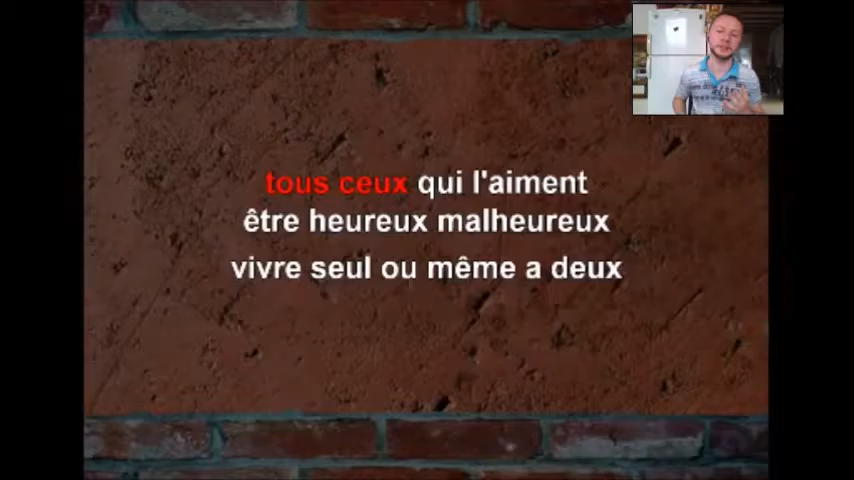 tous ceux qui l'aiment
être heureux malheureux
vivre seul ou même a deux